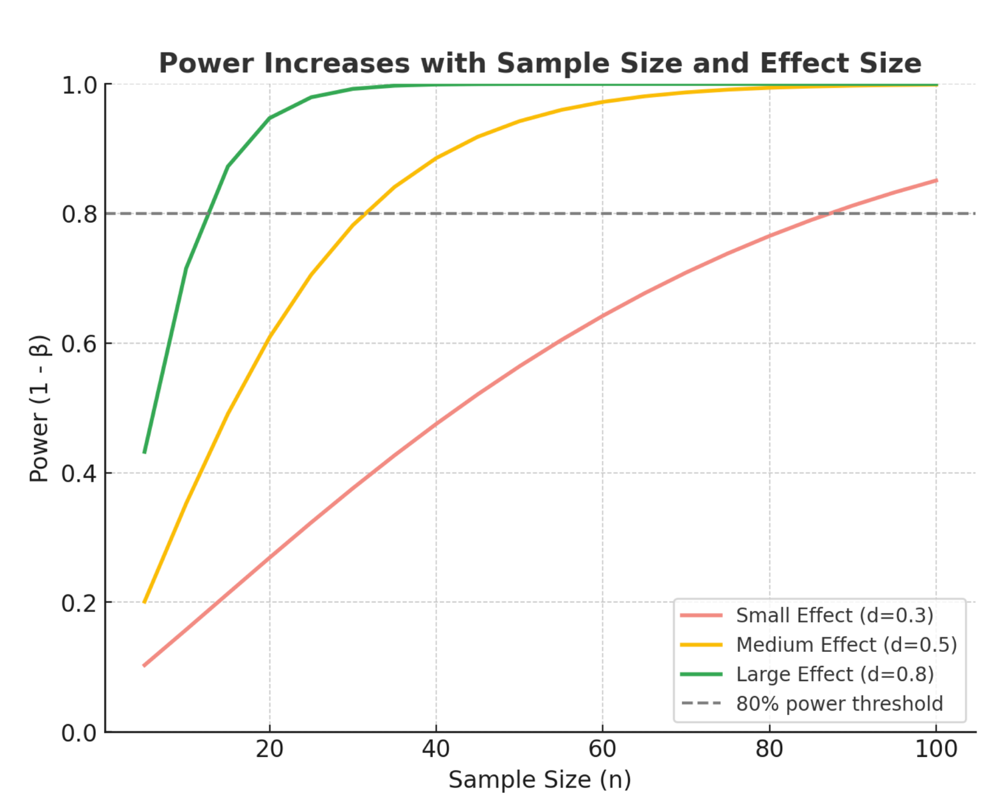 Power Increases with Sample Size and Effect Size
1.0
0.8
0.6
0.4
0.2
0.0
Power (1 - β)
20 40 60 80 100
Sample Size (n)
Small Effect (d=0.3)
Medium Effect (d=0.5)
Large Effect (d=0.8)
80% power threshold